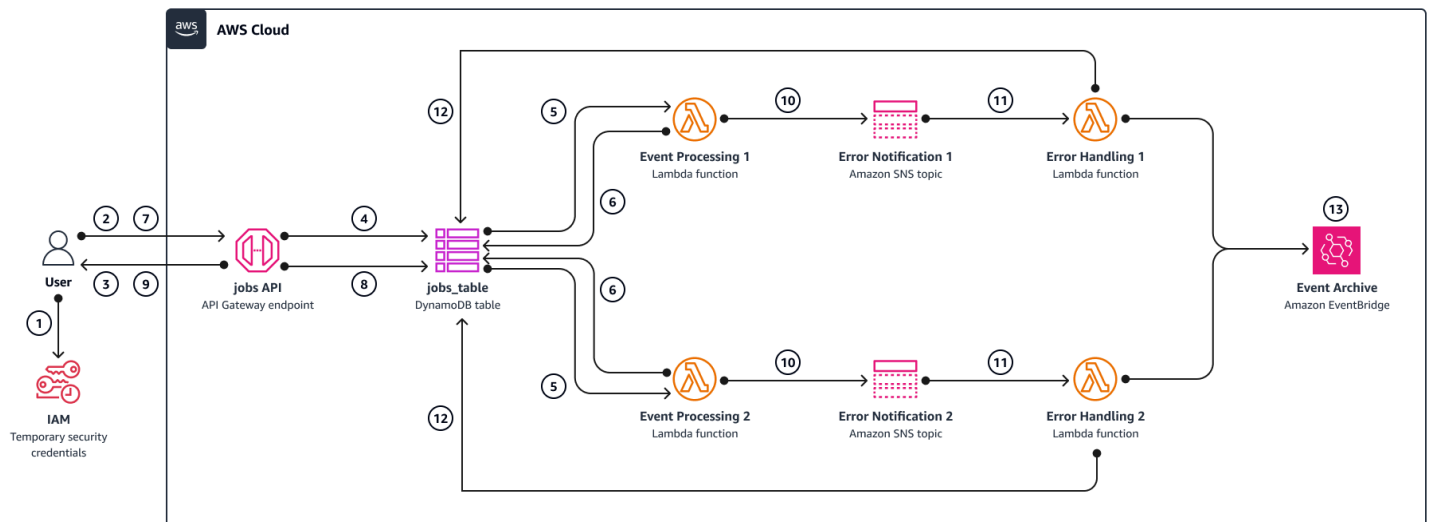 aws
AWS Cloud
12
5
10
11
Event Processing 1
Lambda function
Error Notification 1
Amazon SNS topic
Error Handling 1
Lambda function
6
2
7
4
13
User
3
9
jobs API
API Gateway endpoint
8
jobs_table
DynamoDB table
6
Event Archive
Amazon EventBridge
1
5
10
11
12
IAM
Temporary security
credentials
Event Processing 2
Lambda function
Error Notification 2
Amazon SNS topic
Error Handling 2
Lambda function